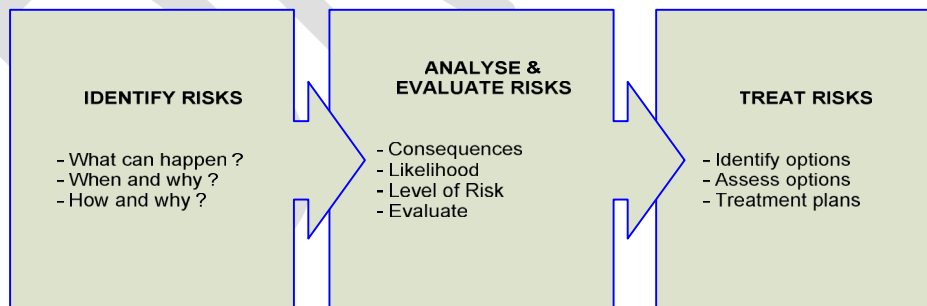 IDENTIFY RISKS
- What can happen ?
- When and why ?
- How and why ?
ANALYSE &
EVALUATE RISKS
- Consequences
- Likelihood
- Level of Risk
- Evaluate
TREAT RISKS
- Identify options
- Assess options
- Treatment plans